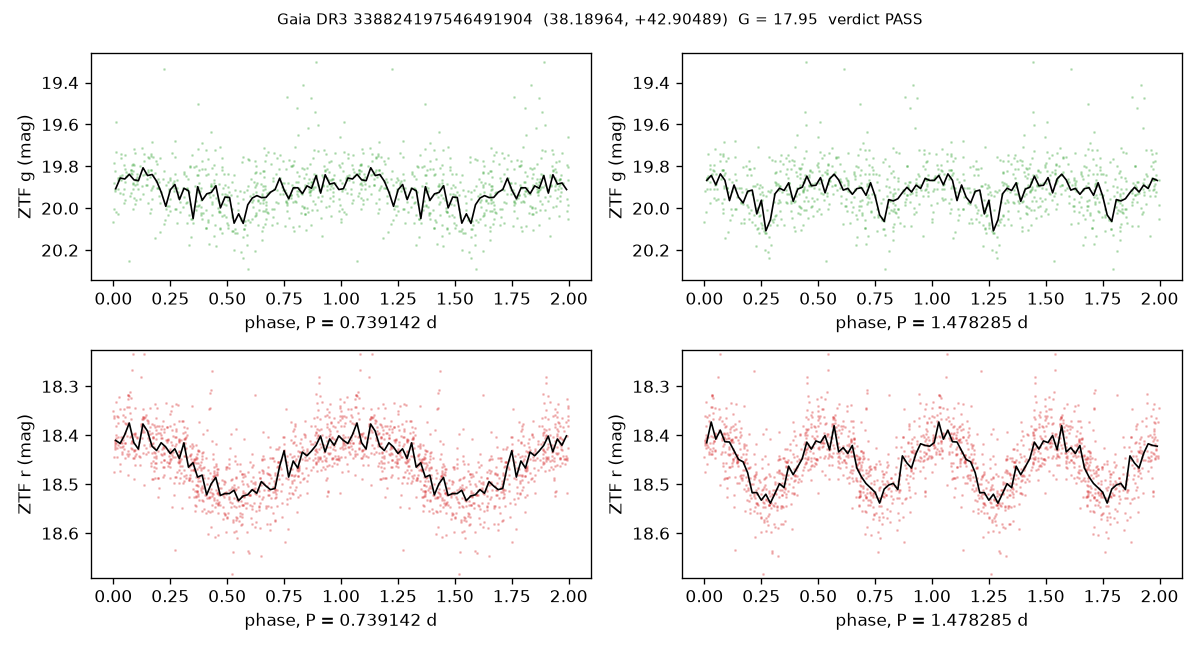 Gaia DR3 338824197546491904 (38.18964, +42.90489) G = 17.95 verdict PASS
ZTF g (mag)
19.4
19.6
19.8
20.0
20.2
0.00 0.25 0.50 0.75 1.00 1.25 1.50 1.75 2.00
phase, P = 0.739142 d
ZTF g (mag)
19.4
19.6
19.8
20.0
20.2
0.00 0.25 0.50 0.75 1.00 1.25 1.50 1.75 2.00
phase, P = 1.478285 d
ZTF r (mag)
18.3
18.4
18.5
18.6
0.00 0.25 0.50 0.75 1.00 1.25 1.50 1.75 2.00
phase, P = 0.739142 d
ZTF r (mag)
18.3
18.4
18.5
18.6
0.00 0.25 0.50 0.75 1.00 1.25 1.50 1.75 2.00
phase, P = 1.478285 d